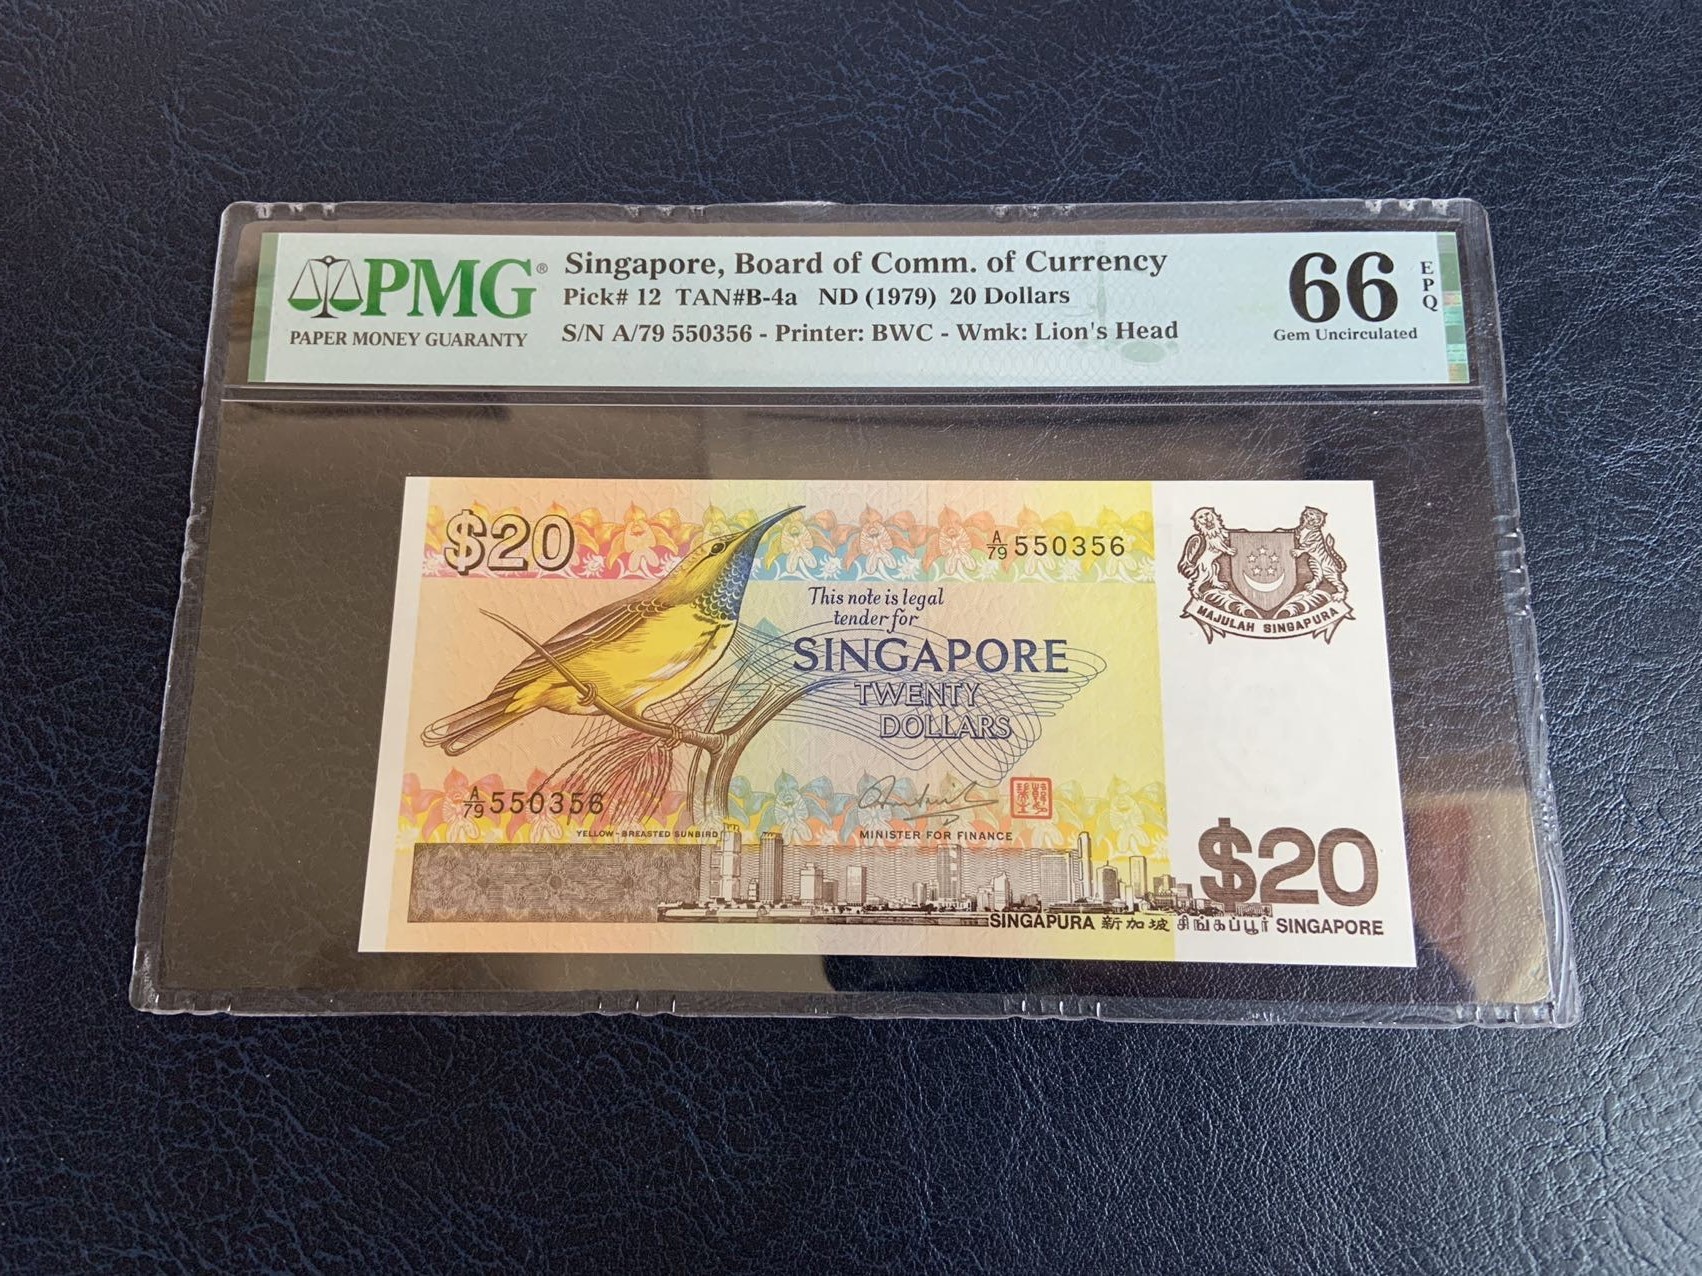 PMG®
PAPER MONEY GUARANTY
Singapore, Board of Comm. of Currency
Pick# 12 TAN#B-4a ND (1979) 20 Dollars
S/N A/79 550356 - Printer: BWC - Wmk: Lion's Head
66
EPQ
Gem Uncirculated
$20
A/79 550356
This note is legal
tender for
SINGAPORE
TWENTY
DOLLARS
MAJULAH SINGAPURA
A/79 550356
YELLOW-BREASTED SUNBIRD
MINISTER FOR FINANCE
$20
SINGAPURA 新加坡 சிங்கப்பூர் SINGAPORE